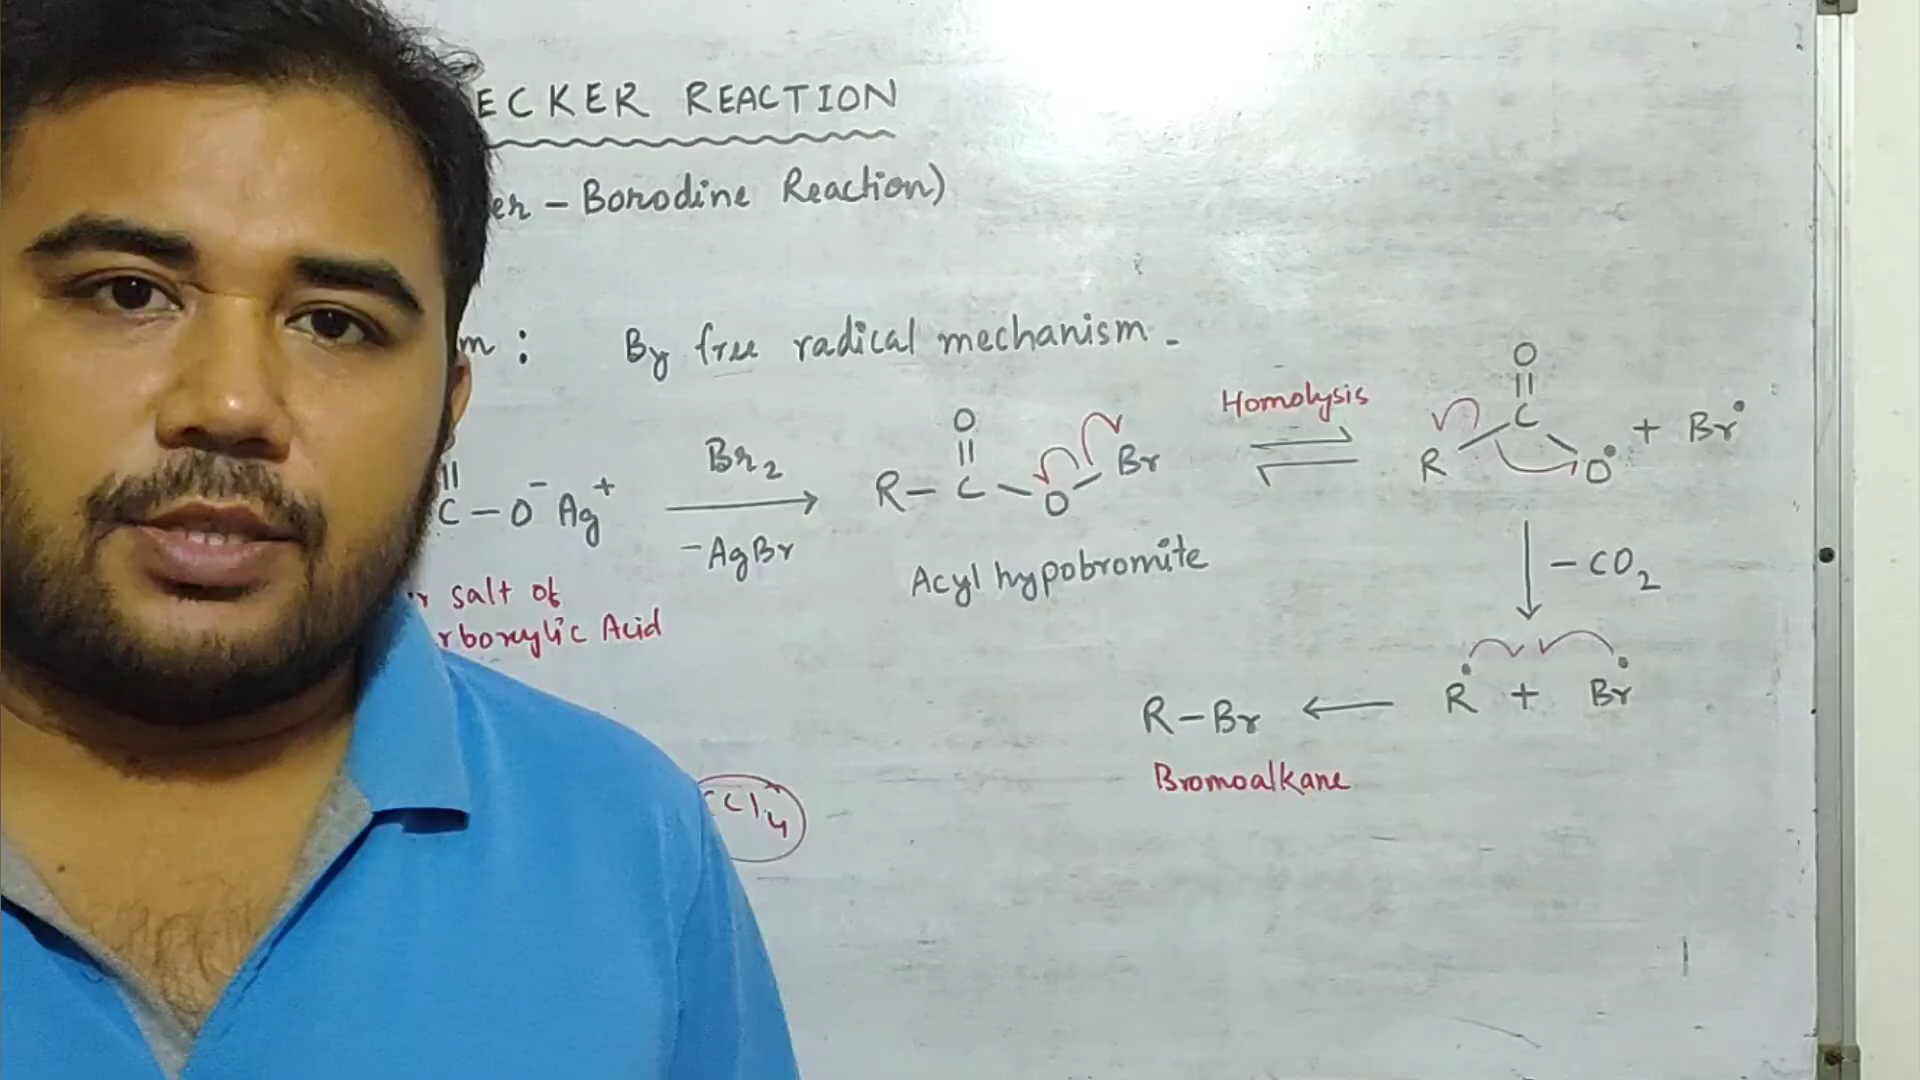 ECKER REACTION
er - Borodine Reaction)
m : By free radical mechanism.
C - O⁻ Ag⁺
Br₂
- AgBr
O
R - C - O - Br
Acyl hypobromite
Homolysis
O
R C O• + Br•
- CO₂
R• + Br•
R - Br
Bromoalkane
r salt of
rboxylic Acid
CCl₄